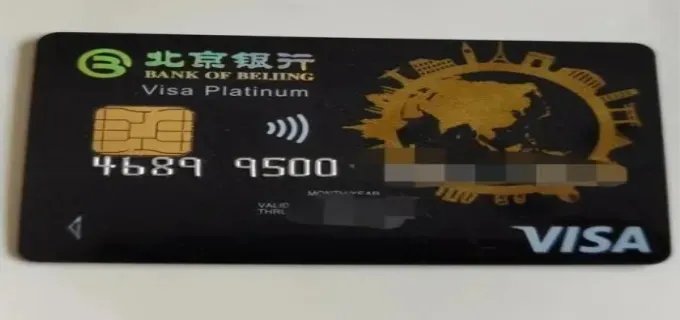 北京银行
BANK OF BEIJING
Visa Platinum
4689 9500
MONTH/YEAR
VALID
THRU
VISA